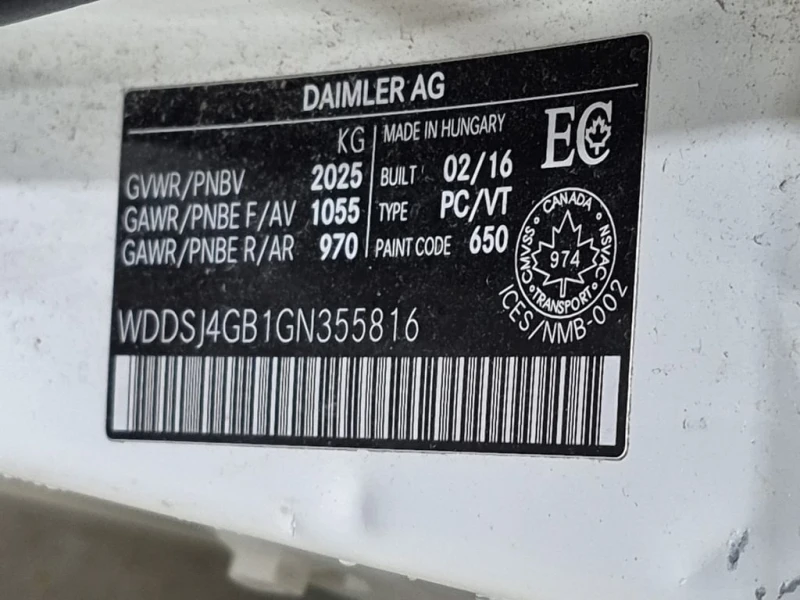 DAIMLER AG
KG
GVWR/PNBV 2025
GAWR/PNBE F/AV 1055
GAWR/PNBE R/AR 970
MADE IN HUNGARY
BUILT 02/16
TYPE PC/VT
PAINT CODE 650
EC
CANADA
CMVSS
974
NSVAC
TRANSPORT
ICES/NMB-002
WDDSJ4GB1GN355816